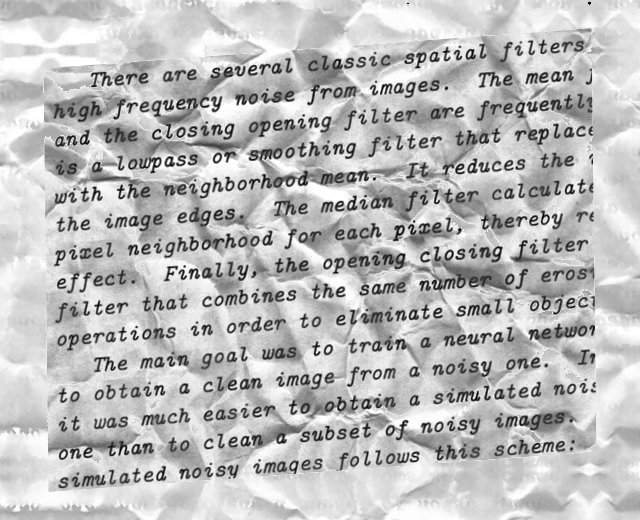 There are several classic spatial filters
high frequency noise from images. The mean
and the closing opening filter are frequently
is a lowpass or smoothing filter that replace
with the neighborhood mean. It reduces the
the image edges. The median filter calculate
pixel neighborhood for each pixel, thereby re
effect. Finally, the opening closing filter
filter that combines the same number of eros
operations in order to eliminate small object
The main goal was to train a neural networ
to obtain a clean image from a noisy one. In
it was much easier to obtain a simulated nois
one than to clean a subset of noisy images.
simulated noisy images follows this scheme: